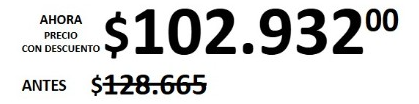 AHORA
PRECIO
CON DESCUENTO $102.932⁰⁰
ANTES $128.665